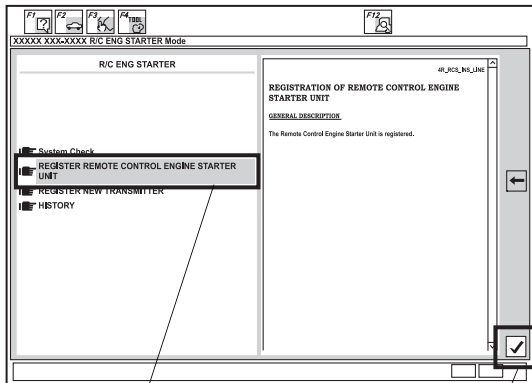 F1 F2 F3 F4 TOOL F12
XXXXX XXX-XXXX R/C ENG STARTER Mode
R/C ENG STARTER
System Check
REGISTER REMOTE CONTROL ENGINE STARTER
UNIT
REGISTER NEW TRANSMITTER
HISTORY
4R_RCS_INS_LINE
REGISTRATION OF REMOTE CONTROL ENGINE
STARTER UNIT
GENERAL DESCRIPTION
The Remote Control Engine Starter Unit is registered.